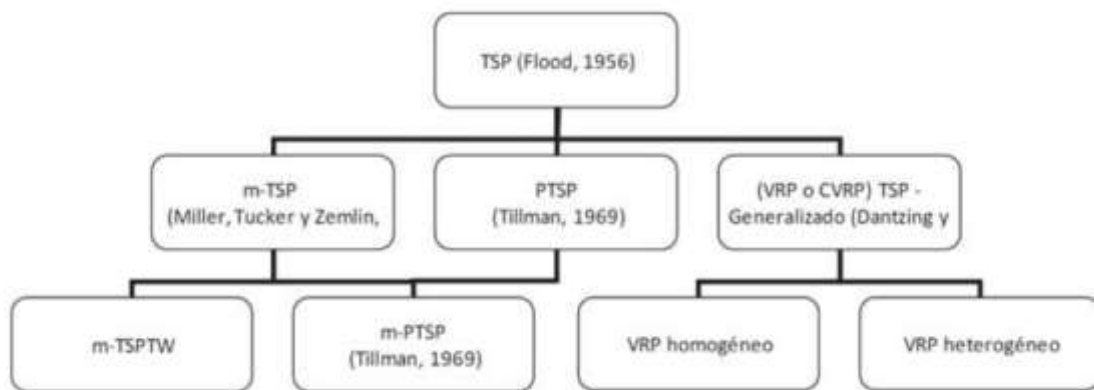 TSP (Flood, 1956)
m-TSP
(Miller, Tucker y Zemlin,
PTSP
(Tillman, 1969)
(VRP o CVRP) TSP -
Generalizado (Dantzing y
m-TSPTW
m-PTSP
(Tillman, 1969)
VRP homogéneo
VRP heterogéneo